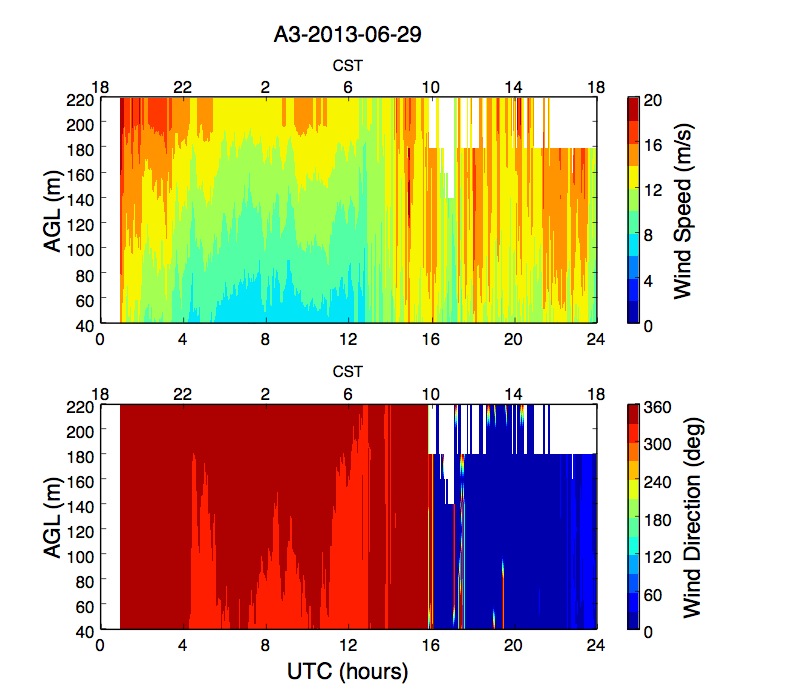 A3-2013-06-29
CST
18 22 2 6 10 14 18
220
200
180
160
140
120
100
80
60
40
AGL (m)
0 4 8 12 16 20 24
20
16
12
8
4
0
Wind Speed (m/s)
CST
18 22 2 6 10 14 18
220
200
180
160
140
120
100
80
60
40
AGL (m)
0 4 8 12 16 20 24
UTC (hours)
360
300
240
180
120
60
0
Wind Direction (deg)